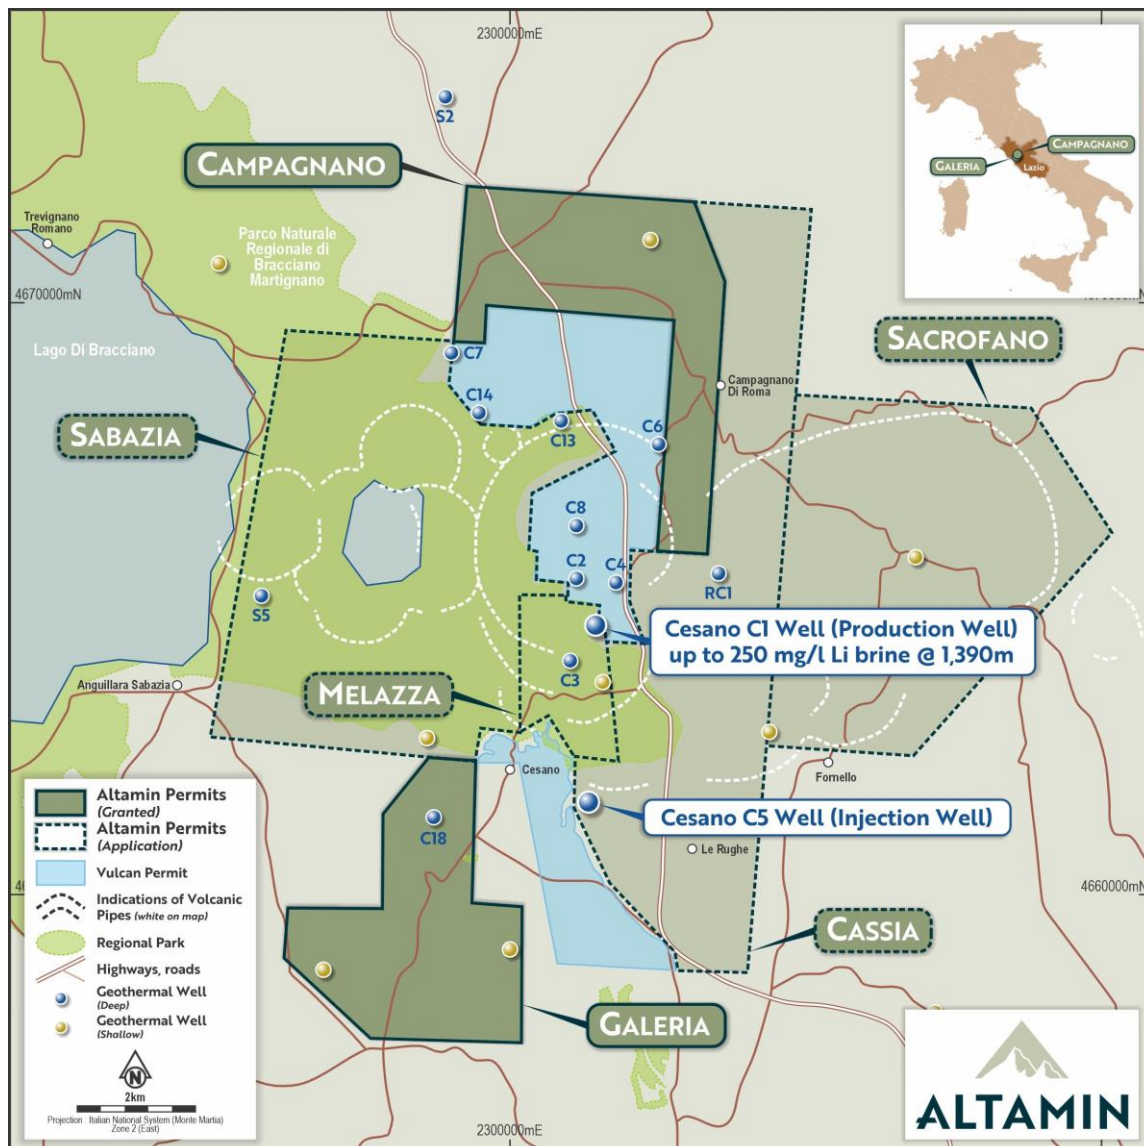 2300000mE
S2
CAMPAGNANO
CAMPAGNANO
GALERIA
Lazio
Trevignano
Romano
Parco Naturale
Regionale di
Bracciano
Martignano
4670000mN
Lago Di Bracciano
SACROFANO
C7
Campagnano
Di Roma
C14
SABAZIA
C13
C6
C8
C2
C4
RC1
S5
Cesano C1 Well (Production Well)
up to 250 mg/l Li brine @ 1,390m
C3
Anguillara Sabazia
MELAZZA
Cesano
Formello
Cesano C5 Well (Injection Well)
C18
Le Rughe
4660000mN
CASSIA
GALERIA
Altamin Permits
(Granted)
Altamin Permits
(Application)
Vulcan Permit
Indications of Volcanic
Pipes (white on map)
Regional Park
Highways, roads
Geothermal Well
(Deep)
Geothermal Well
(Shallow)
N
2km
Projection : Italian National System (Monte Martia)
Zone 2 (East)
2300000mE
ALTAMIN